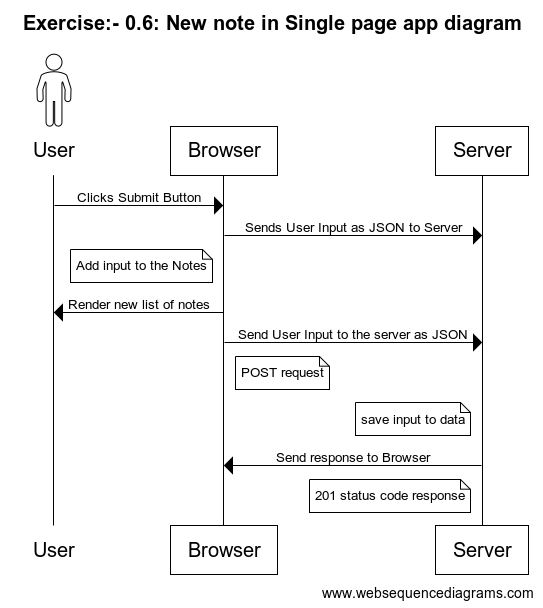 Exercise:- 0.6: New note in Single page app diagram
User
Browser
Server
Clicks Submit Button
Sends User Input as JSON to Server
Add input to the Notes
Render new list of notes
Send User Input to the server as JSON
POST request
save input to data
Send response to Browser
201 status code response
User
Browser
Server
www.websequencediagrams.com